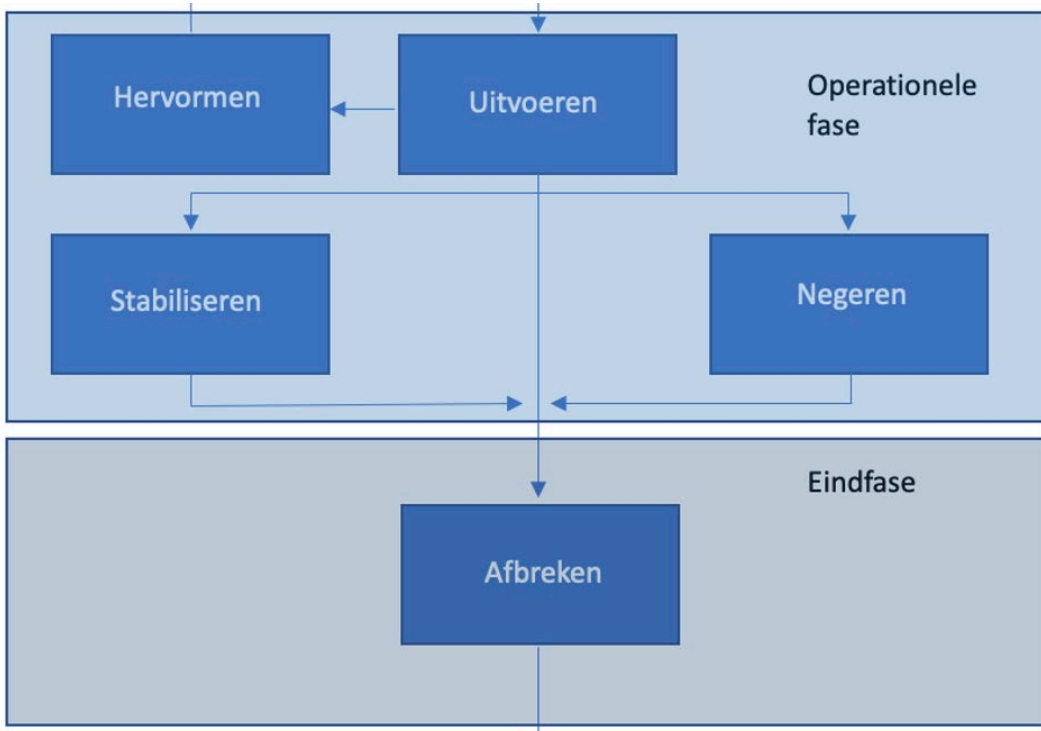 Hervormen
Uitvoeren
Operationele
fase
Stabiliseren
Negeren
Eindfase
Afbreken